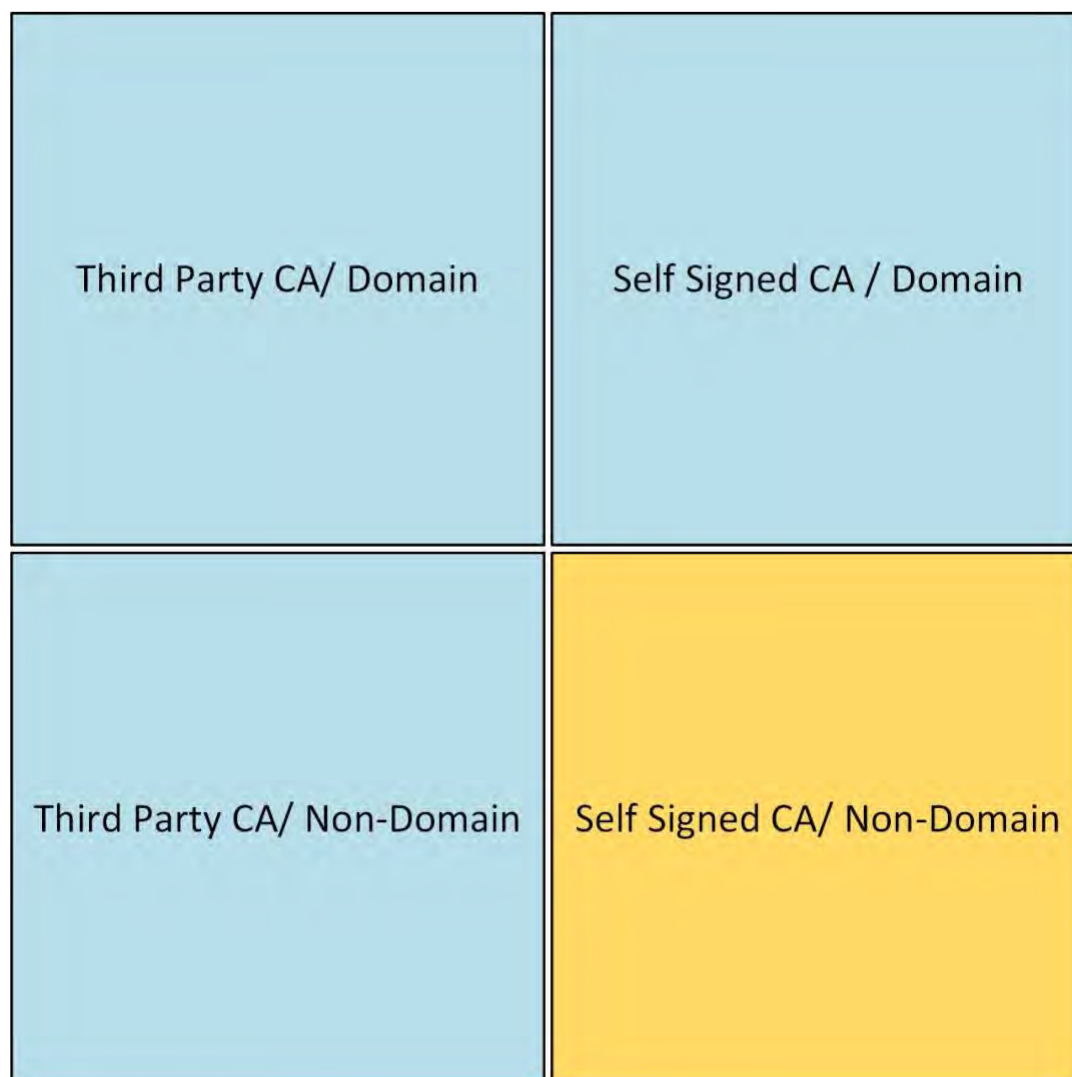 Third Party CA/ Domain
Self Signed CA / Domain
Third Party CA/ Non-Domain
Self Signed CA/ Non-Domain